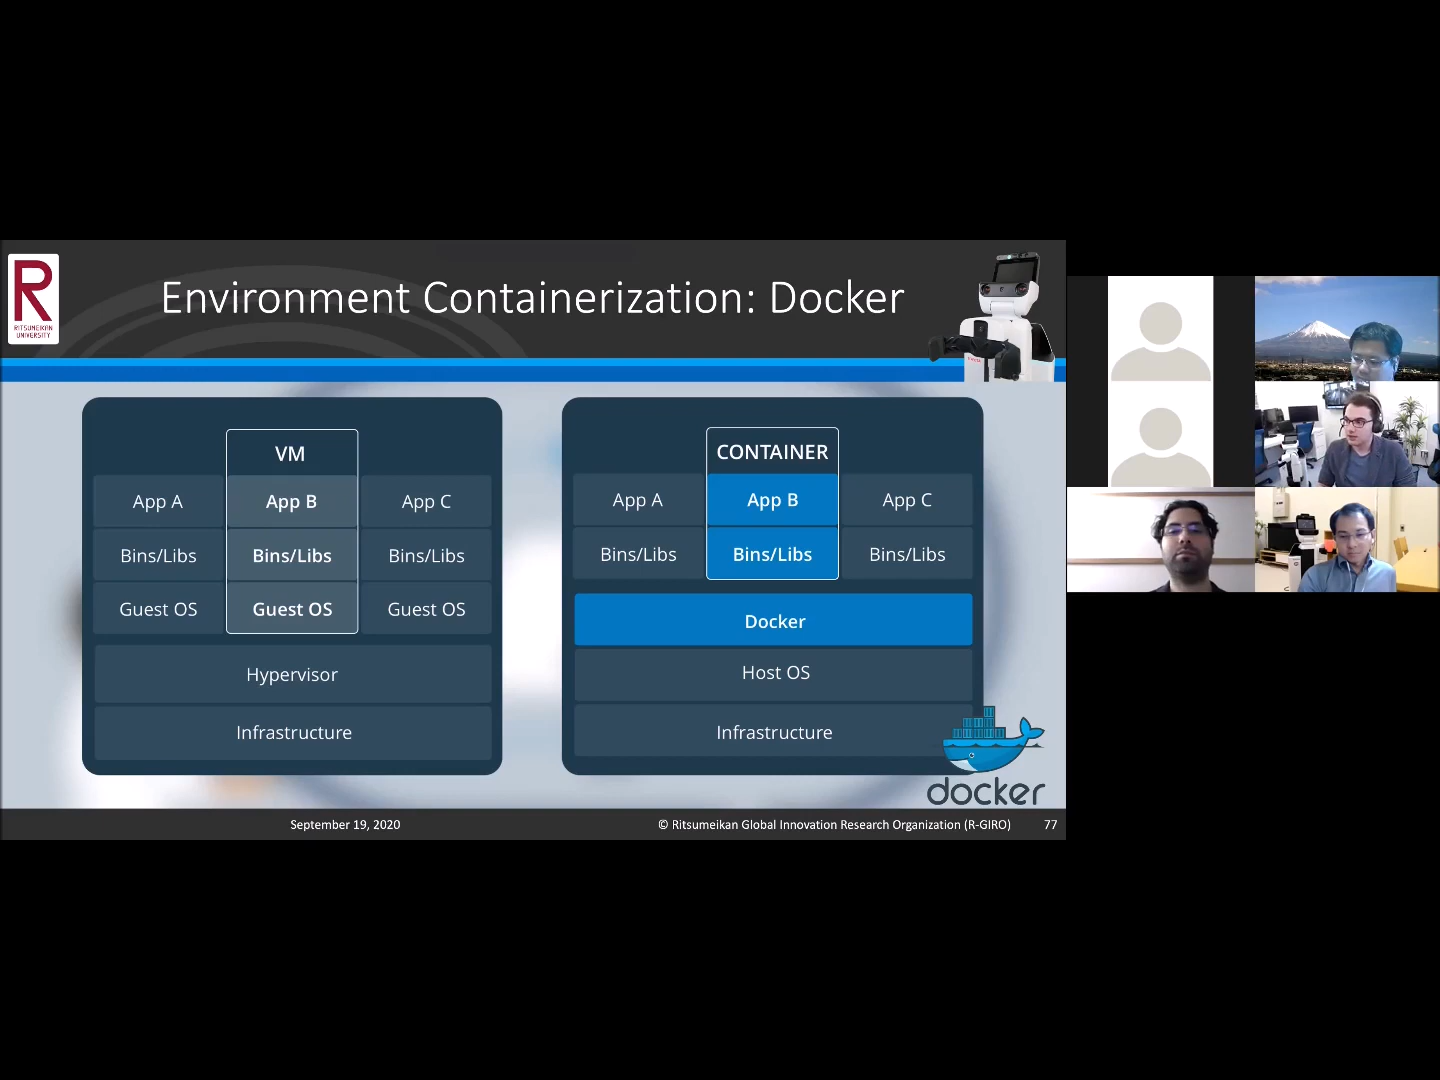 RITSUMEIKAN
UNIVERSITY
Environment Containerization: Docker
VM
App A
App B
App C
Bins/Libs
Bins/Libs
Bins/Libs
Guest OS
Guest OS
Guest OS
Hypervisor
Infrastructure
CONTAINER
App A
App B
App C
Bins/Libs
Bins/Libs
Bins/Libs
Docker
Host OS
Infrastructure
docker
September 19, 2020
© Ritsumeikan Global Innovation Research Organization (R-GIRO)
77